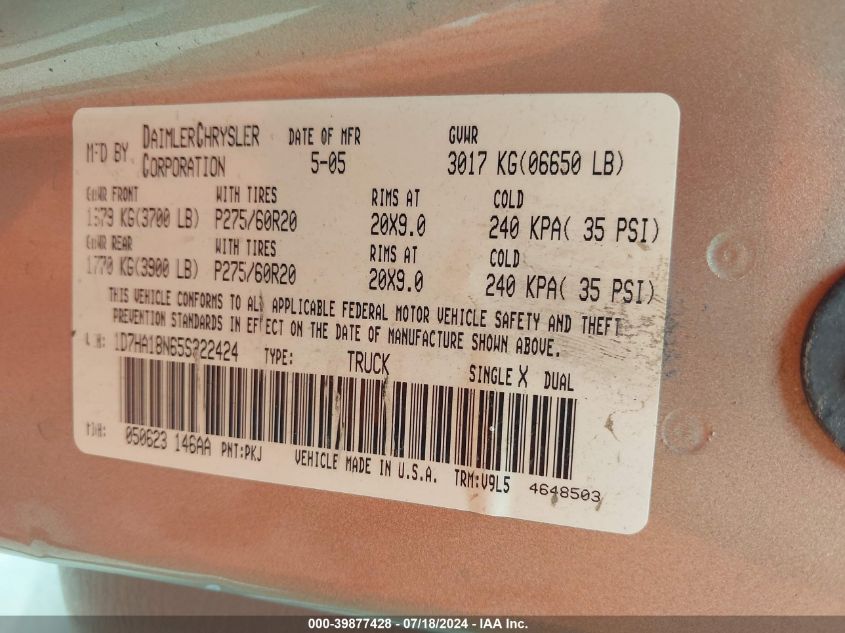 M'D BY DAIMLERCHRYSLER CORPORATION DATE OF MFR 5-05 GVWR 3017 KG(06650 LB)
GAWR FRONT WITH TIRES RIMS AT COLD
1679 KG(3700 LB) P275/60R20 20X9.0 240 KPA( 35 PSI)
GAWR REAR WITH TIRES RIMS AT COLD
1770 KG(3900 LB) P275/60R20 20X9.0 240 KPA( 35 PSI)
THIS VEHICLE CONFORMS TO ALL APPLICABLE FEDERAL MOTOR VEHICLE SAFETY AND THEFT
PREVENTION STANDARDS IN EFFECT ON THE DATE OF MANUFACTURE SHOWN ABOVE.
TYPE: TRUCK SINGLE X DUAL
MDH: 050623 146AA PNT:PKJ VEHICLE MADE IN U.S.A. TRM:V9L5 4648503
000-39877428 - 07/18/2024 - IAA Inc.